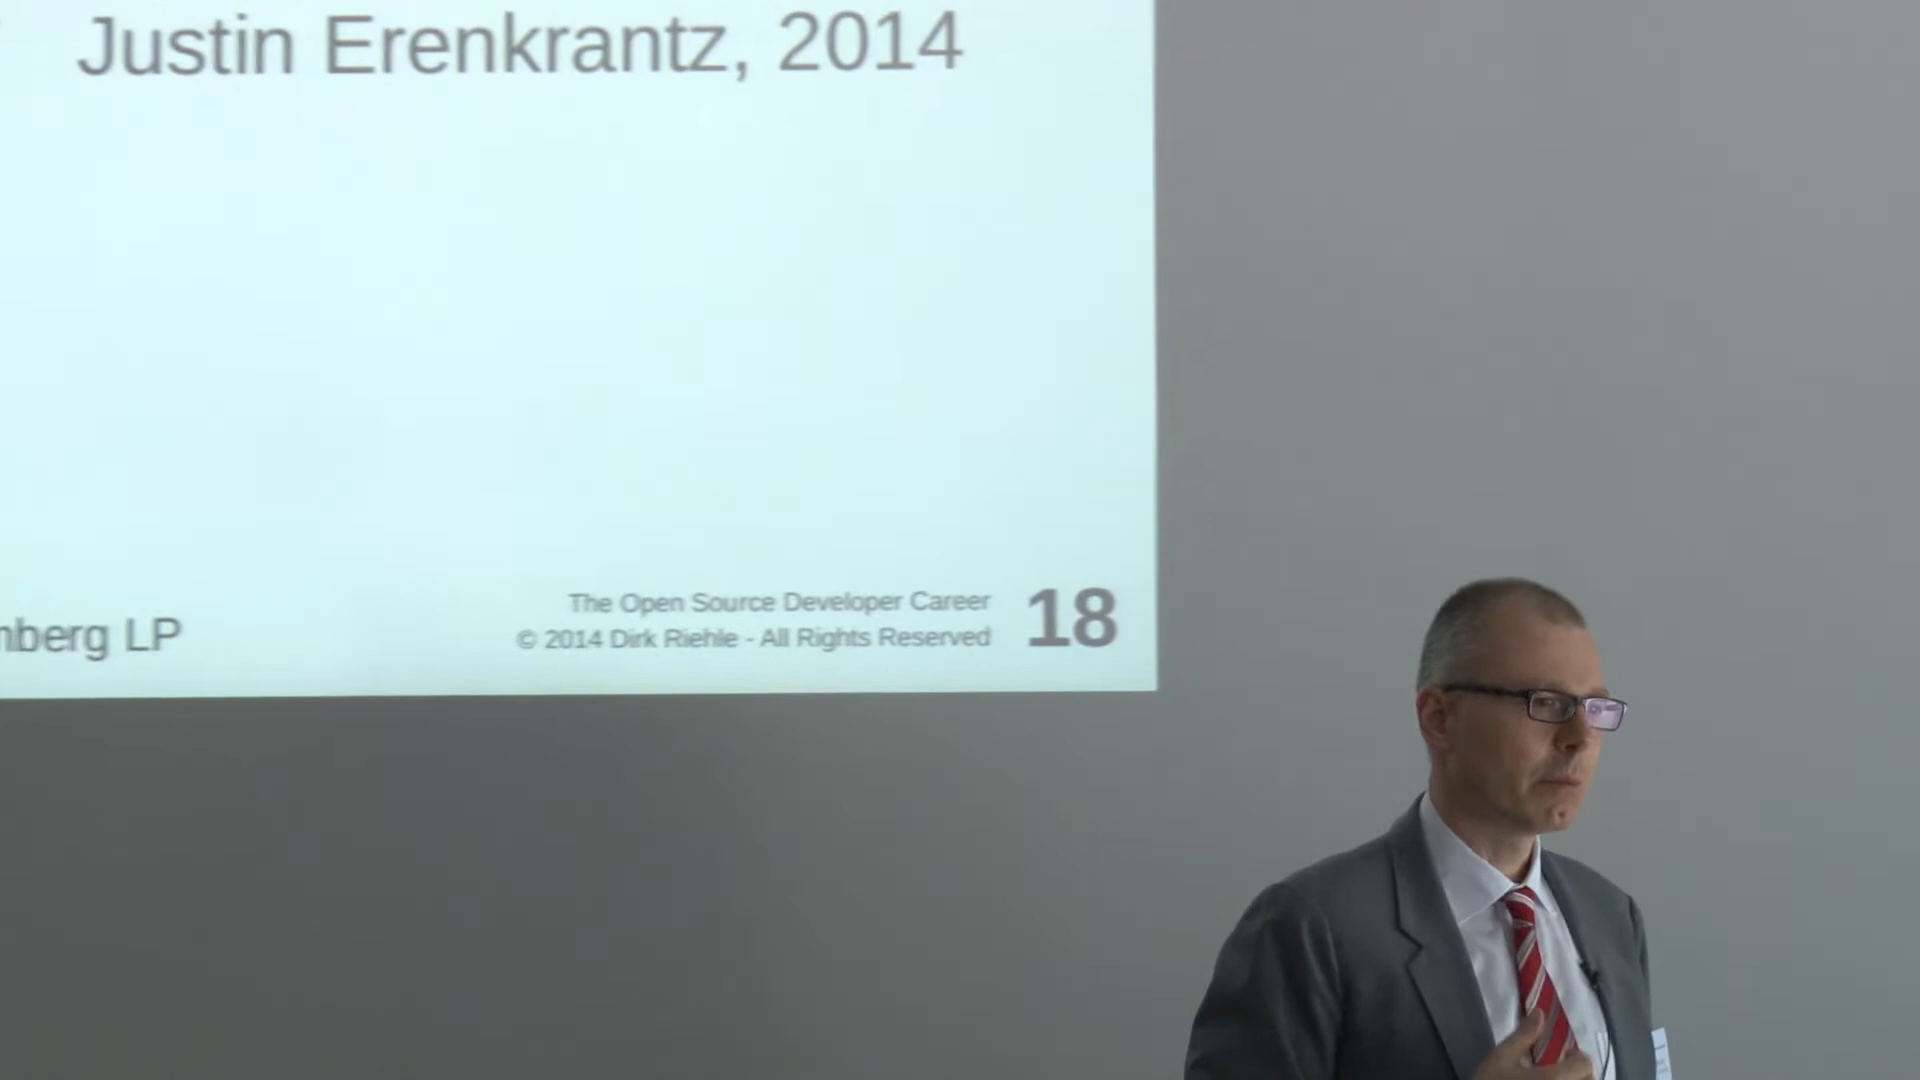 Justin Erenkrantz, 2014
The Open Source Developer Career
© 2014 Dirk Riehle - All Rights Reserved
18
nberg LP